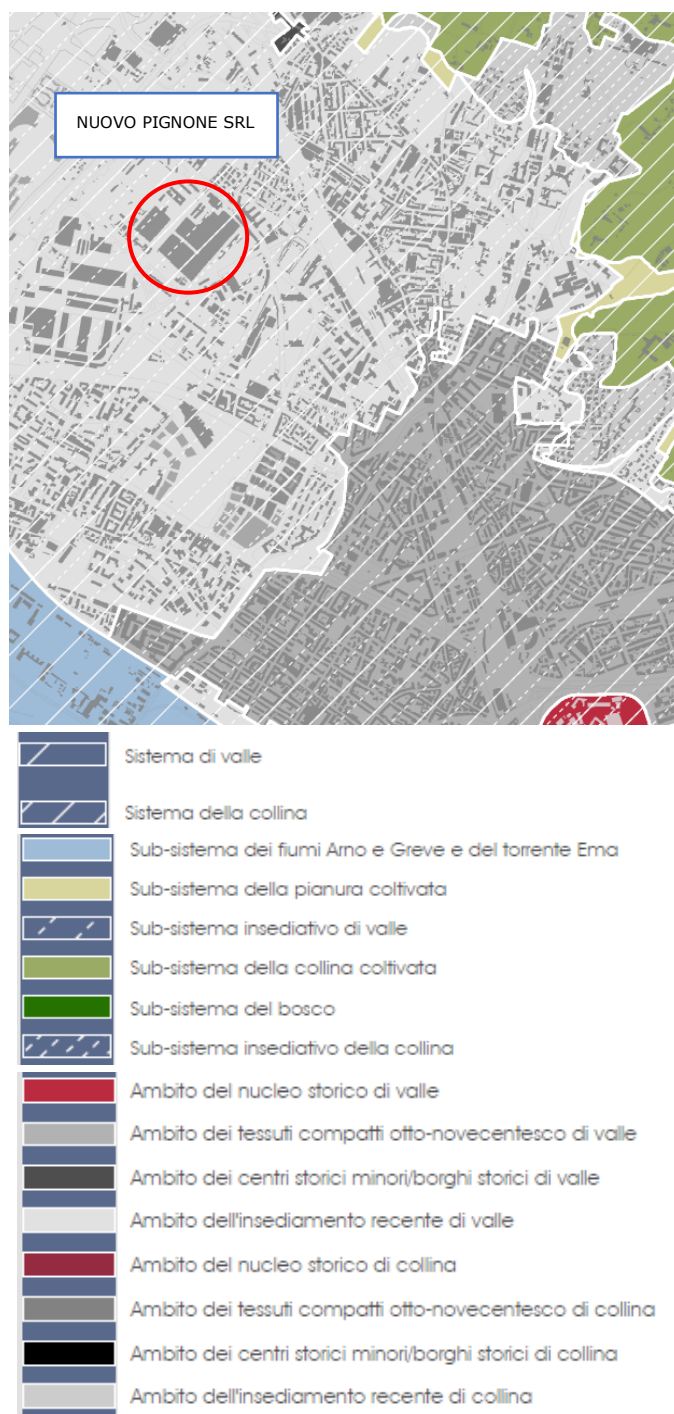 NUOVO PIGNONE SRL
Sistema di valle
Sistema della collina
Sub-sistema dei fiumi Arno e Greve e del torrente Ema
Sub-sistema della pianura coltivata
Sub-sistema insediativo di valle
Sub-sistema della collina coltivata
Sub-sistema del bosco
Sub-sistema insediativo della collina
Ambito del nucleo storico di valle
Ambito dei tessuti compatti otto-novecentesco di valle
Ambito dei centri storici minori/borghi storici di valle
Ambito dell'insediamento recente di valle
Ambito del nucleo storico di collina
Ambito dei tessuti compatti otto-novecentesco di collina
Ambito dei centri storici minori/borghi storici di collina
Ambito dell'insediamento recente di collina